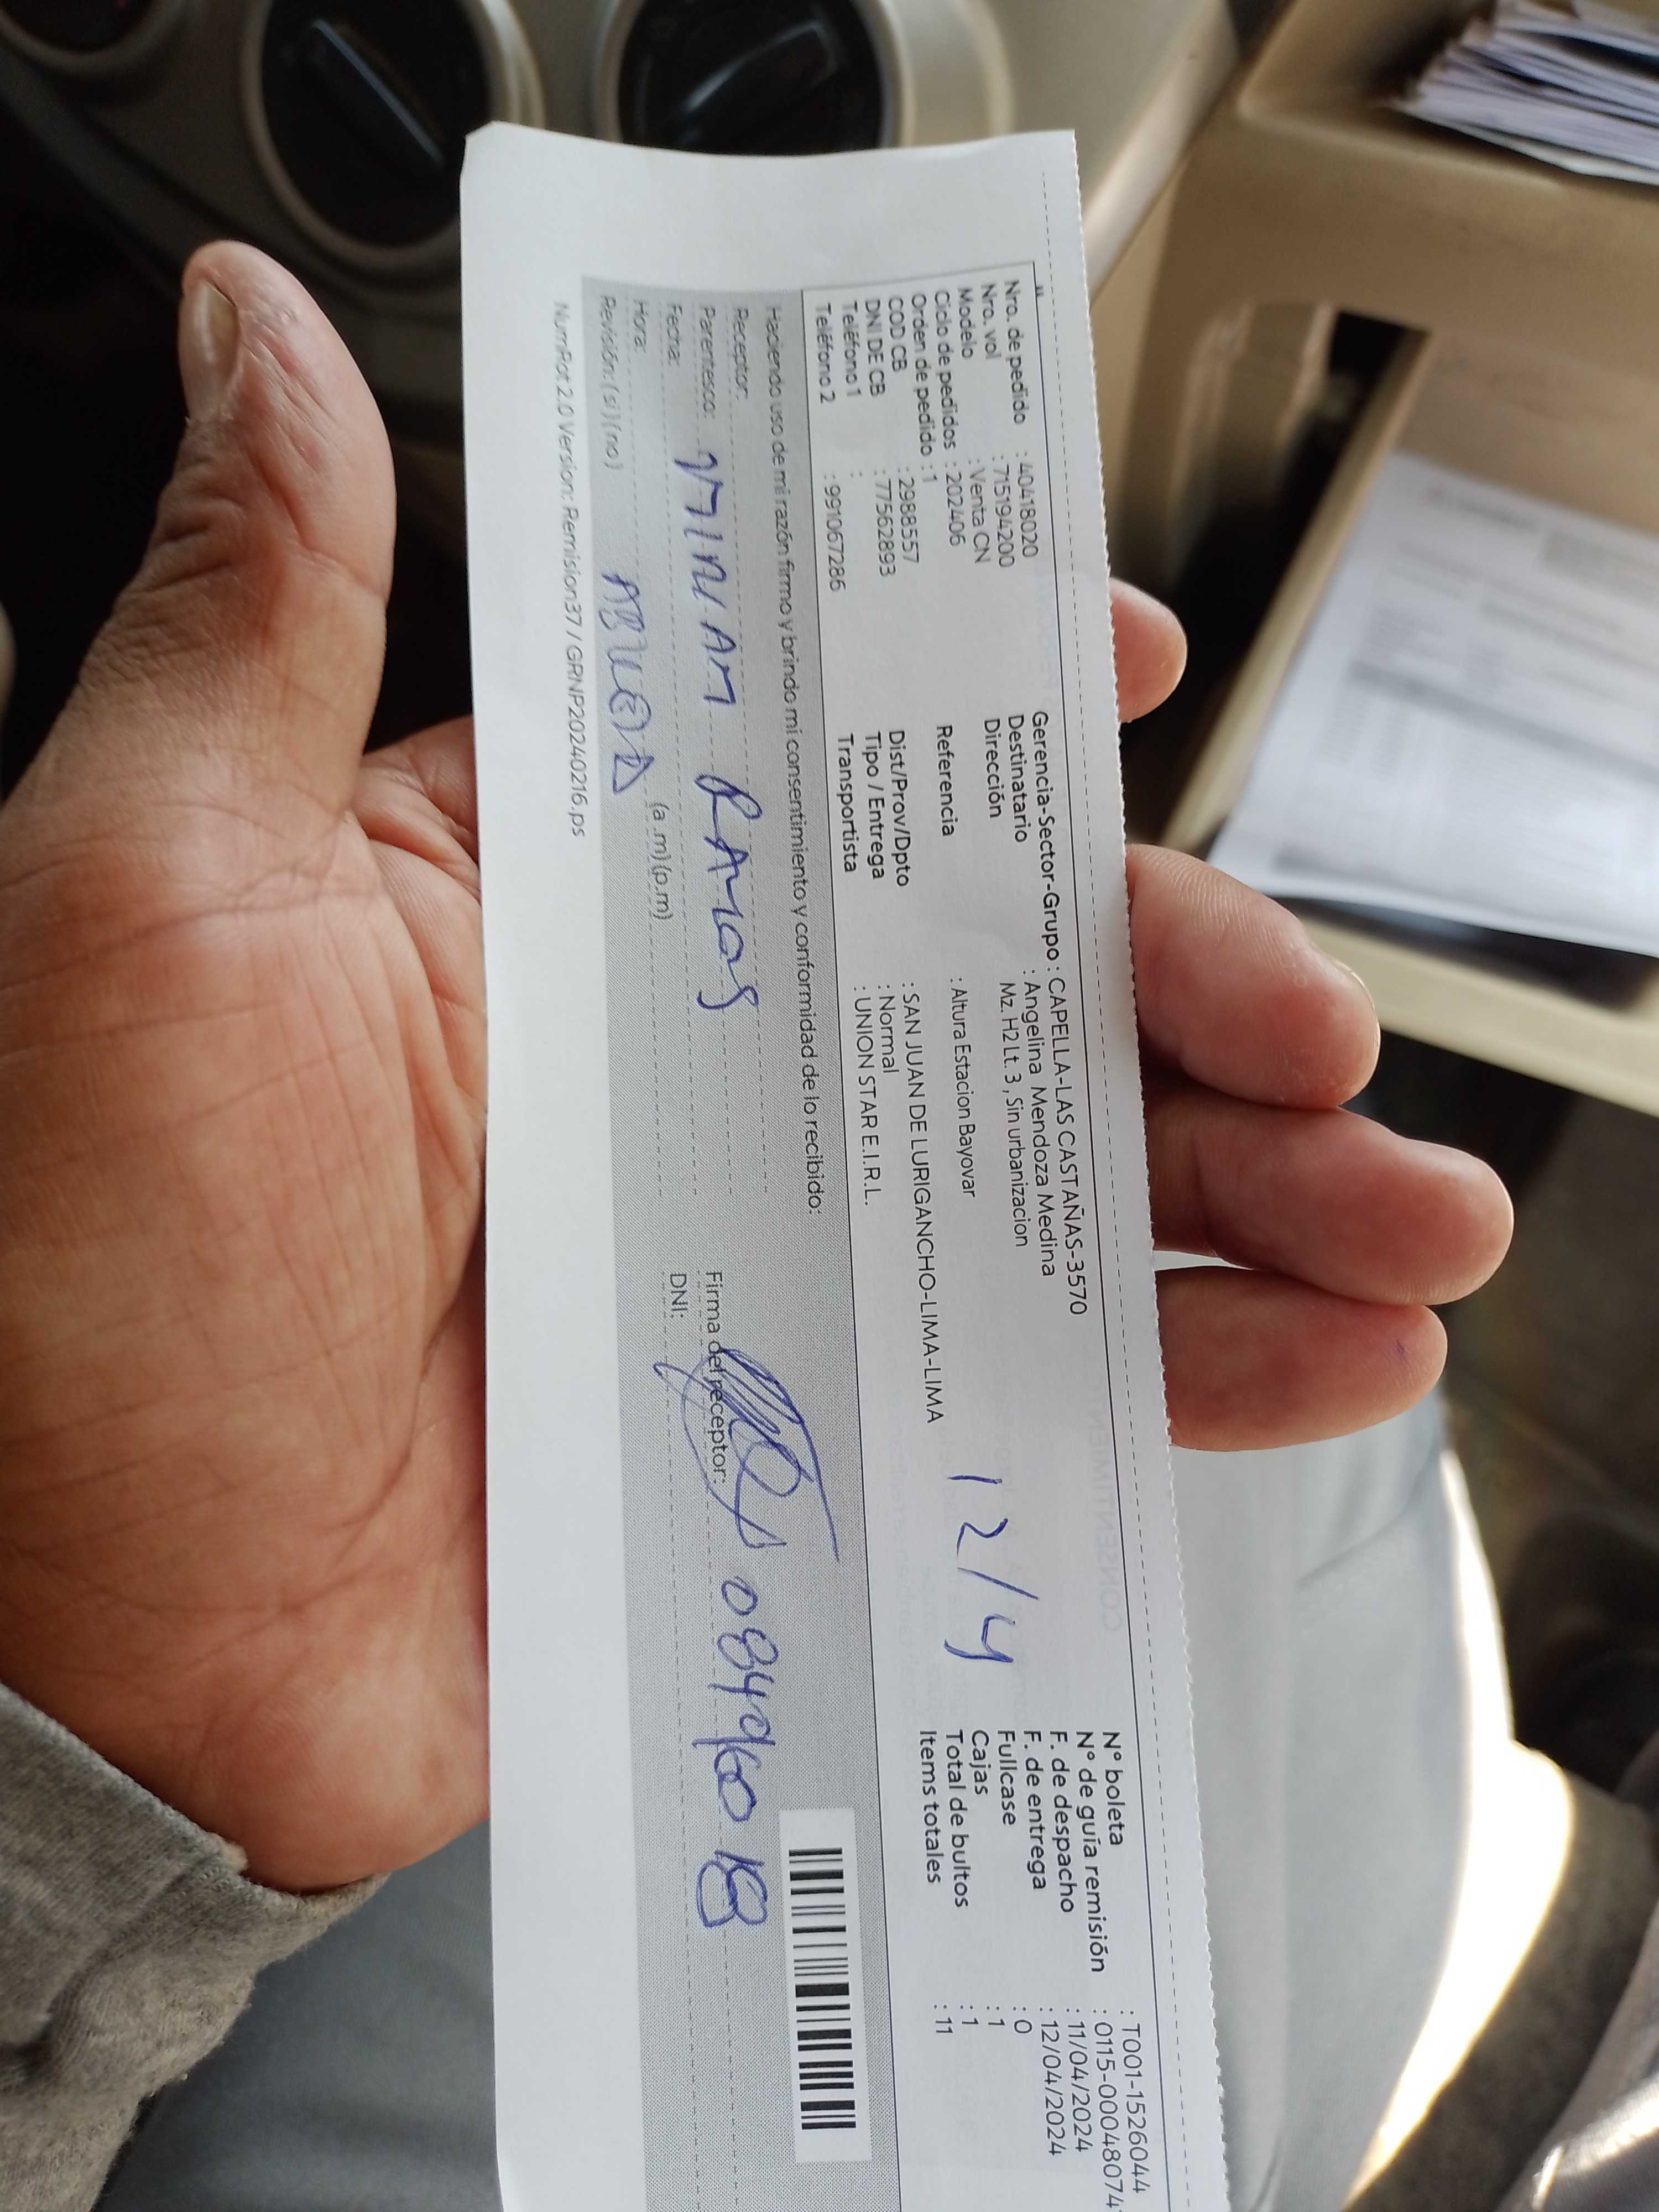 Nro. de pedido : 40418020
Nro. vol : 715194200
Modelo : Venta CN
Ciclo de pedidos : 202406
Orden de pedido : 1
COD CB : 2988557
DNI DE CB : 77562893
Teléfono 1 :
Teléfono 2 : 991067286
Gerencia-Sector-Grupo : CAPELLA-LAS CASTAÑAS-3570
Destinatario : Angelina Mendoza Medina
Dirección Mz. H2 Lt. 3 , Sin urbanizacion
Referencia : Altura Estacion Bayovar
Dist/Prov/Dpto : SAN JUAN DE LURIGANCHO-LIMA-LIMA
Tipo / Entrega : Normal
Transportista : UNION STAR E.I.R.L.
12/4
N° boleta : T001-1526044
N° de guía remisión : 0115-00048074
F. de despacho : 11/04/2024
F. de entrega : 12/04/2024
Fullcase : 0
Cajas : 1
Total de bultos : 1
Items totales : 11
Haciendo uso de mi razón firmo y brindo mi consentimiento y conformidad de lo recibido:
Receptor:
Parentesco: RAMOS
Fecha:
Hora: (a.m)(p.m)
Revisión: (si)(no)
Firma del receptor:
DNI:
NumRot 2.0 Version: Remision37 / GRNP20240216.ps